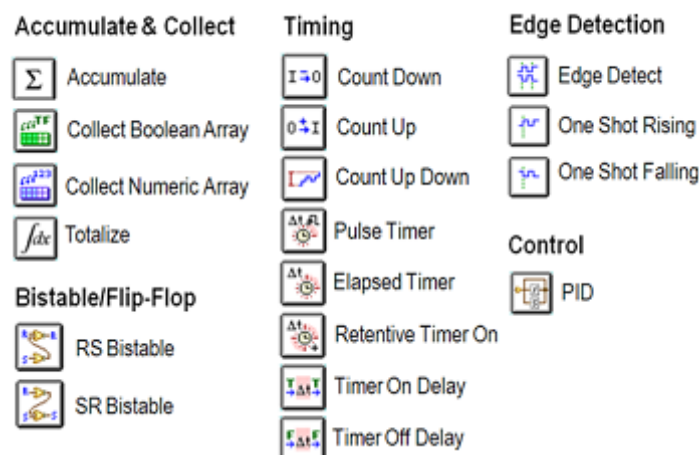 Accumulate & Collect
Σ Accumulate
Collect Boolean Array
Collect Numeric Array
∫dx Totalize
Bistable/Flip-Flop
RS Bistable
SR Bistable
Timing
Count Down
Count Up
Count Up Down
Pulse Timer
Elapsed Timer
Retentive Timer On
Timer On Delay
Timer Off Delay
Edge Detection
Edge Detect
One Shot Rising
One Shot Falling
Control
PID